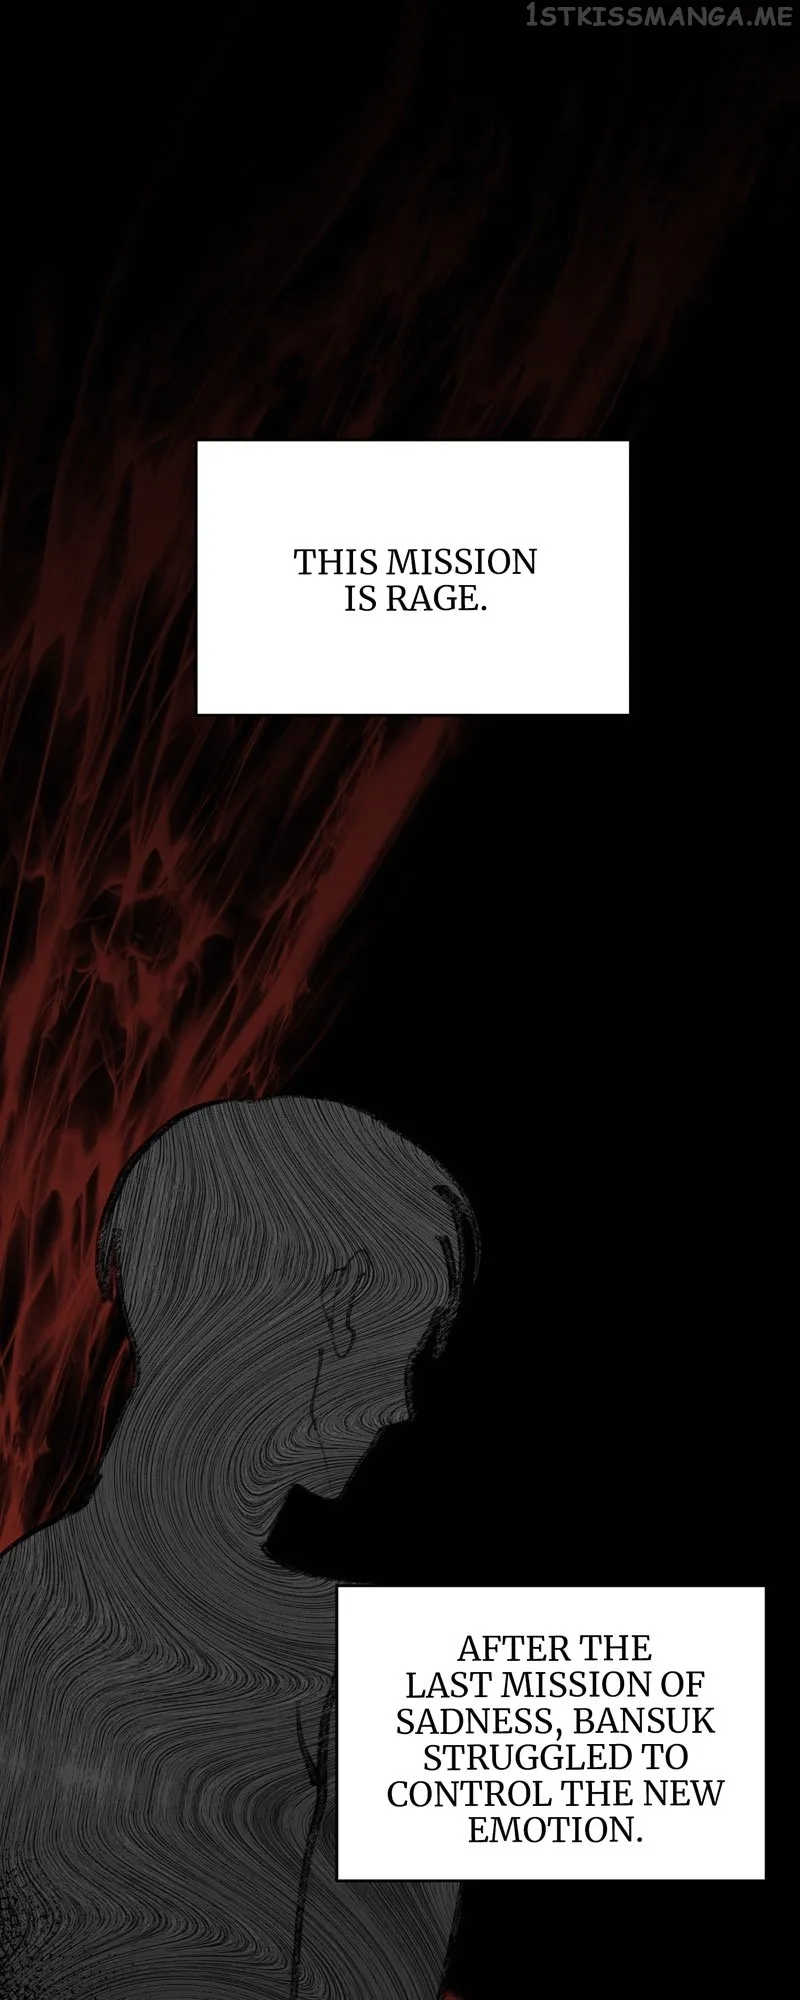 1STKISSMANGA.ME
THIS MISSION
IS RAGE.
AFTER THE
LAST MISSION OF
SADNESS, BANSUK
STRUGGLED TO
CONTROL THE NEW
EMOTION.